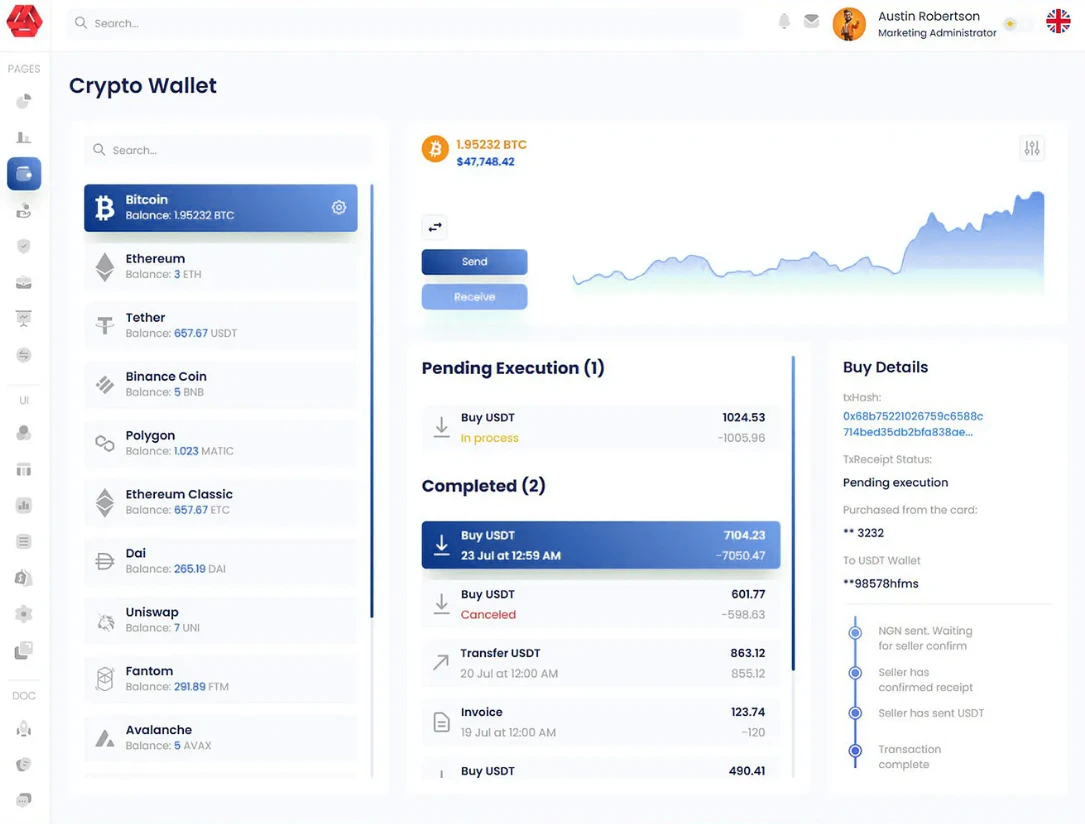 Search...
Austin Robertson
Marketing Administrator
PAGES
UI
DOC
Crypto Wallet
Search...
Bitcoin
Balance: 1.95232 BTC
Ethereum
Balance: 3 ETH
Tether
Balance: 657.67 USDT
Binance Coin
Balance: 5 BNB
Polygon
Balance: 1.023 MATIC
Ethereum Classic
Balance: 657.67 ETC
Dai
Balance: 265.19 DAI
Uniswap
Balance: 7 UNI
Fantom
Balance: 291.89 FTM
Avalanche
Balance: 5 AVAX
1.95232 BTC
$47,748.42
Send
Receive
Pending Execution (1)
Buy USDT 1024.53
In process -1005.96
Completed (2)
Buy USDT 7104.23
23 Jul at 12:59 AM -7050.47
Buy USDT 601.77
Canceled -598.63
Transfer USDT 863.12
20 Jul at 12:00 AM 855.12
Invoice 123.74
19 Jul at 12:00 AM -120
Buy USDT 490.41
Buy Details
txHash:
0x68b75221026759c6588c
714bed35db2bfa838ae...
TxReceipt Status:
Pending execution
Purchased from the card:
** 3232
To USDT Wallet
**98578hfms
NGN sent. Waiting
for seller confirm
Seller has
confirmed receipt
Seller has sent USDT
Transaction
complete